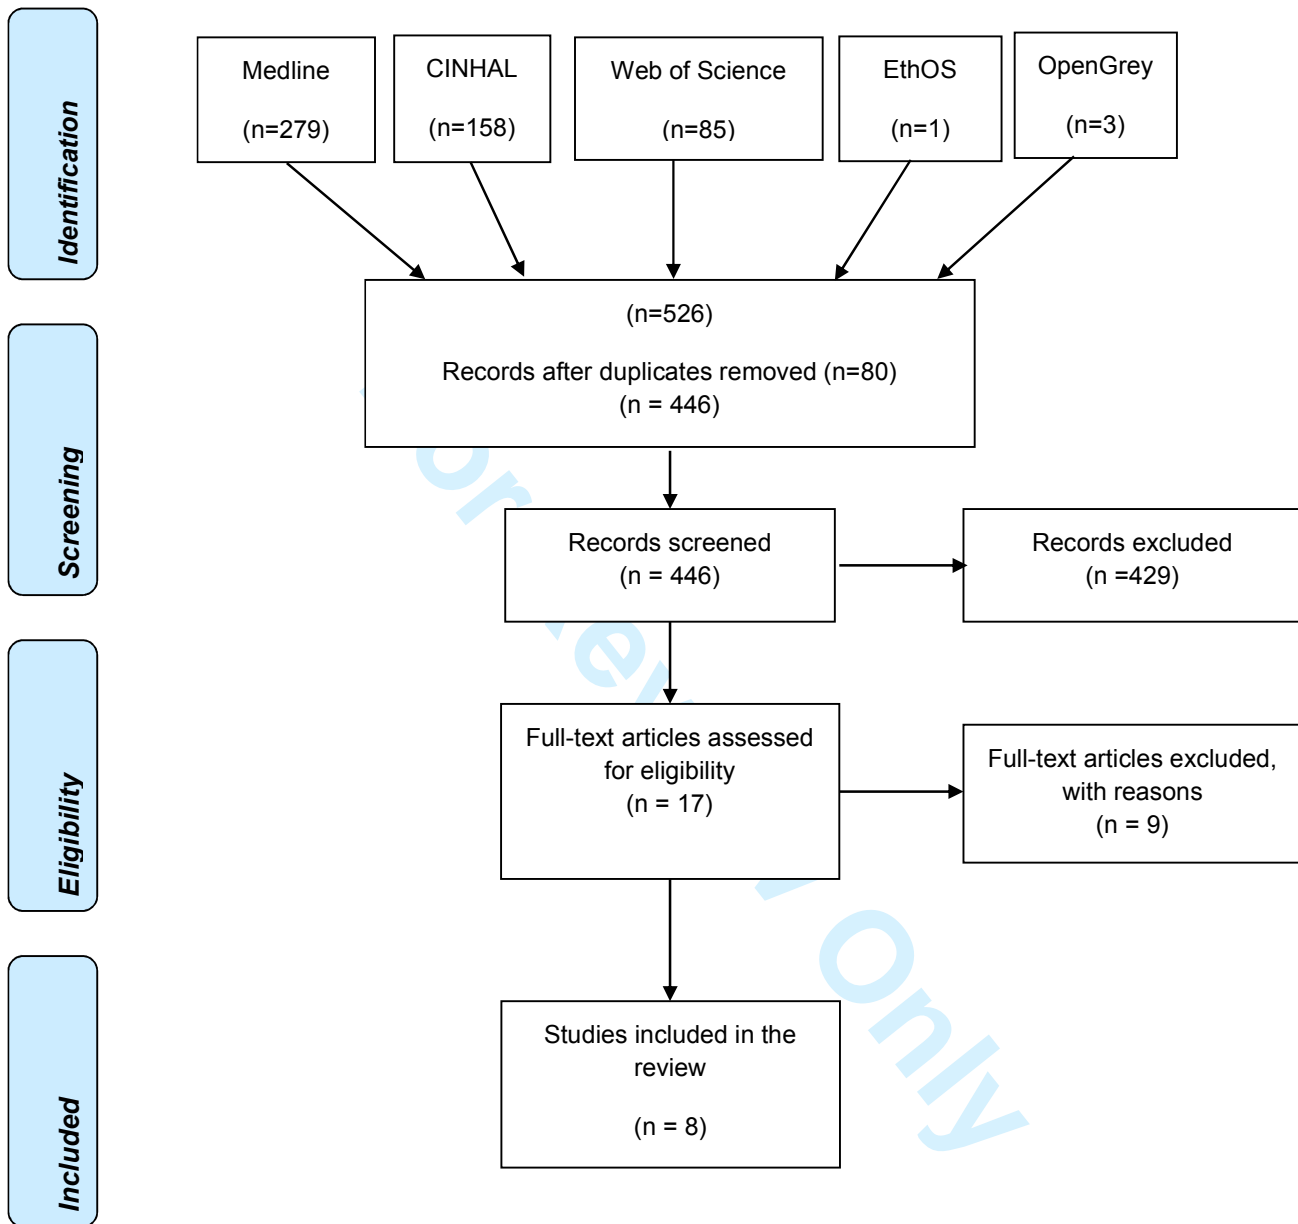 Identification
Medline
(n=279)
CINHAL
(n=158)
Web of Science
(n=85)
EthOS
(n=1)
OpenGrey
(n=3)
(n=526)
Records after duplicates removed (n=80)
(n = 446)
Screening
Records screened
(n = 446)
Records excluded
(n =429)
Eligibility
Full-text articles assessed
for eligibility
(n = 17)
Full-text articles excluded,
with reasons
(n = 9)
Included
Studies included in the
review
(n = 8)
Only